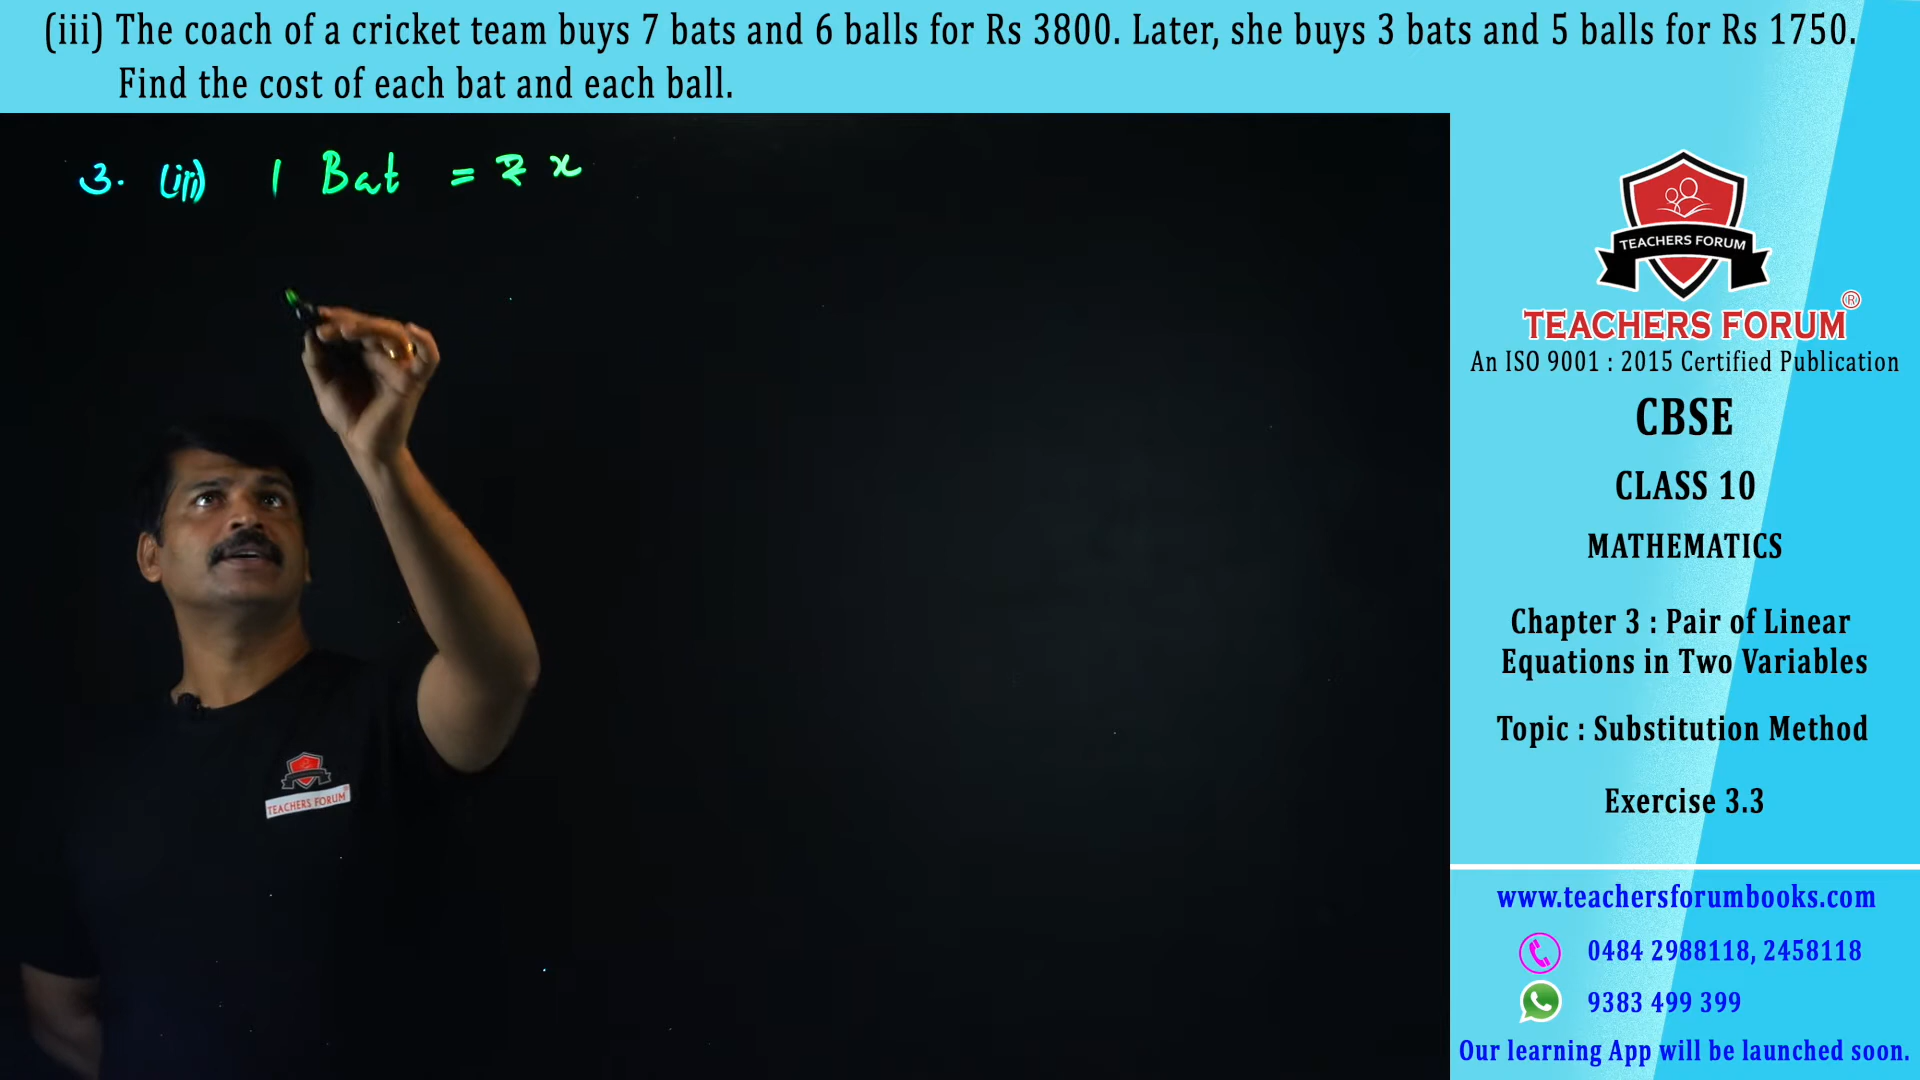 (iii) The coach of a cricket team buys 7 bats and 6 balls for Rs 3800. Later, she buys 3 bats and 5 balls for Rs 1750.
Find the cost of each bat and each ball.
3. (iii) 1 Bat = ₹ x
TEACHERS FORUM
TEACHERS FORUM®
An ISO 9001 : 2015 Certified Publication
CBSE
CLASS 10
MATHEMATICS
Chapter 3 : Pair of Linear
Equations in Two Variables
Topic : Substitution Method
Exercise 3.3
TEACHERS FORUM
www.teachersforumbooks.com
0484 2988118, 2458118
9383 499 399
Our learning App will be launched soon.